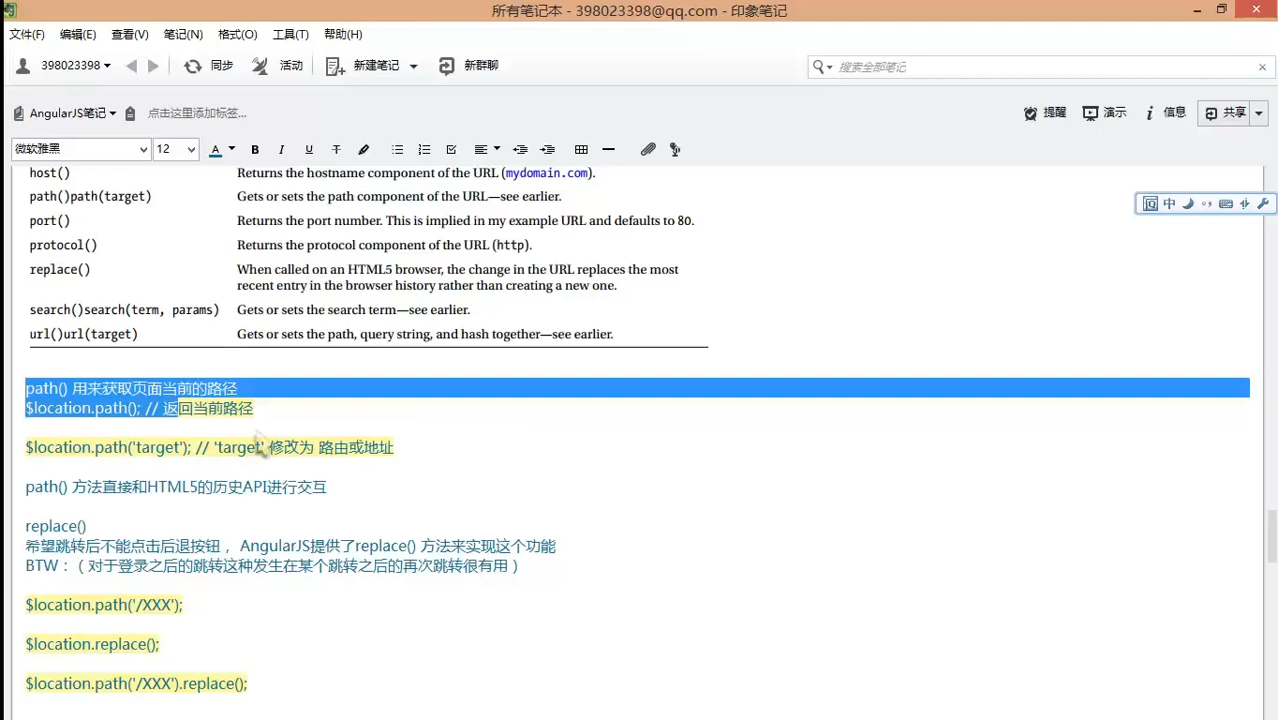 所有笔记本 - 398023398@qq.com - 印象笔记
文件(F) 编辑(E) 查看(V) 笔记(N) 格式(O) 工具(T) 帮助(H)
398023398 同步 活动 新建笔记 新群聊 搜索全部笔记
AngularJS笔记 点击这里添加标签... 提醒 演示 信息 共享
微软雅黑 12 A B I U T
host() Returns the hostname component of the URL (mydomain.com).
path()path(target) Gets or sets the path component of the URL—see earlier.
中
port() Returns the port number. This is implied in my example URL and defaults to 80.
protocol() Returns the protocol component of the URL (http).
replace() When called on an HTML5 browser, the change in the URL replaces the most
recent entry in the browser history rather than creating a new one.
search()search(term, params) Gets or sets the search term—see earlier.
url()url(target) Gets or sets the path, query string, and hash together—see earlier.
path() 用来获取页面当前的路径
$location.path(); // 返回当前路径
$location.path('target'); // 'target' 修改为 路由或地址
path() 方法直接和HTML5的历史API进行交互
replace()
希望跳转后不能点击后退按钮 ， AngularJS提供了replace() 方法来实现这个功能
BTW：（ 对于登录之后的跳转这种发生在某个跳转之后的再次跳转很有用 ）
$location.path('/XXX');
$location.replace();
$location.path('/XXX').replace();